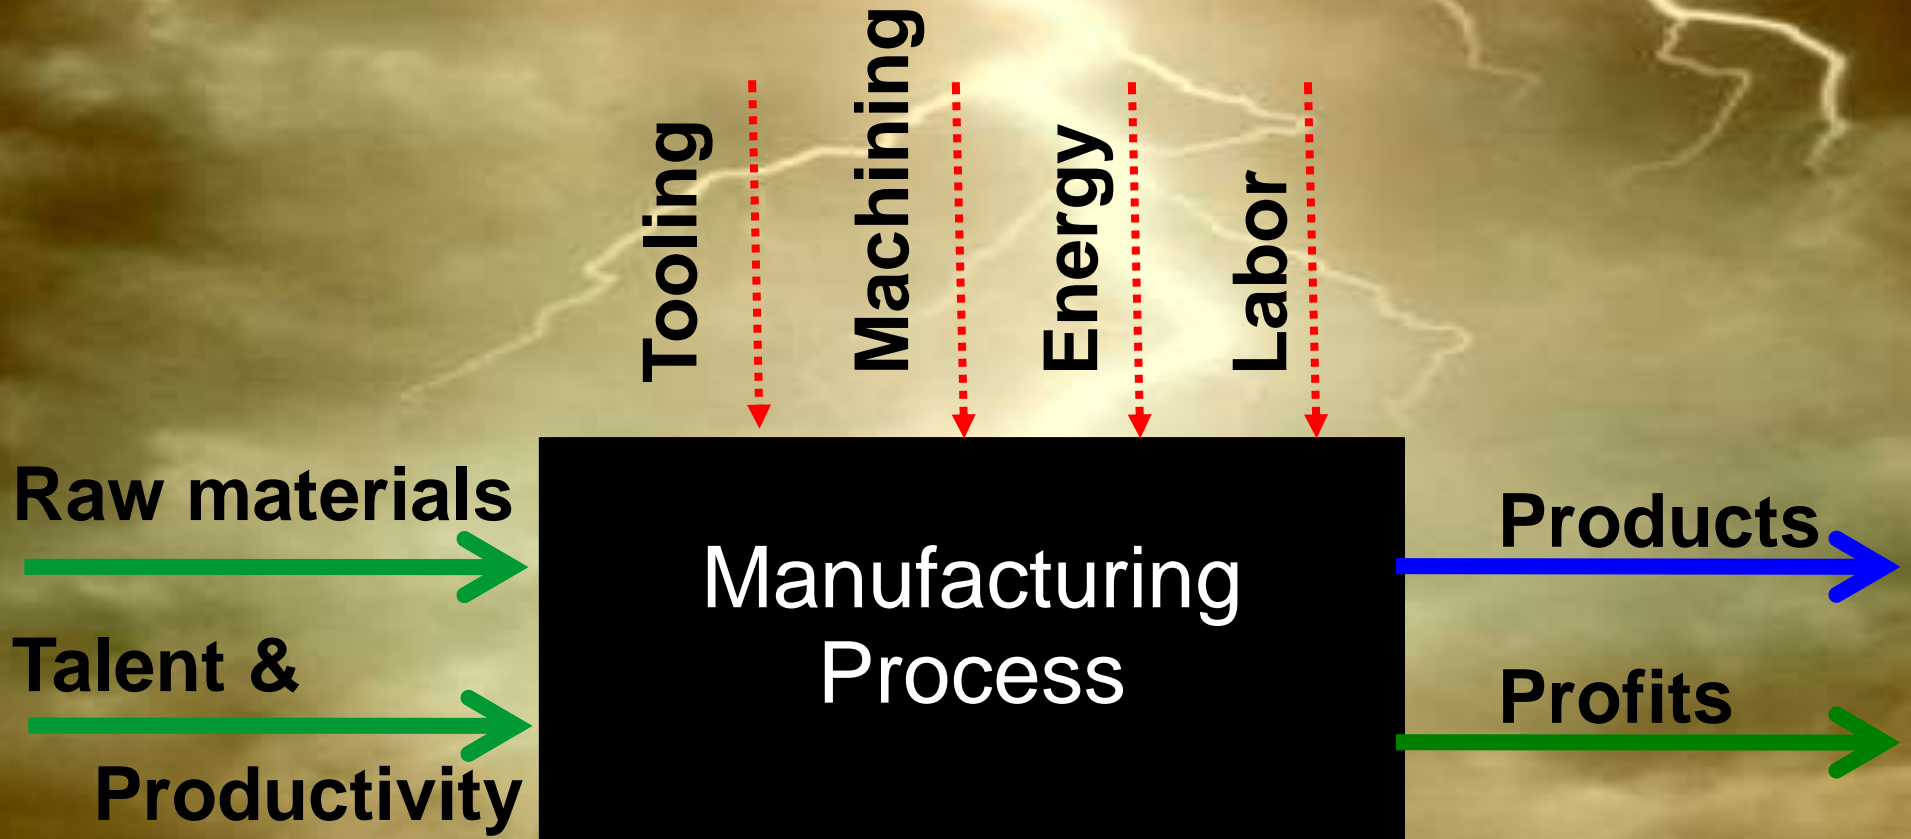 Tooling
Machining
Energy
Labor
Raw materials
Talent &
Productivity
Manufacturing
Process
Products
Profits